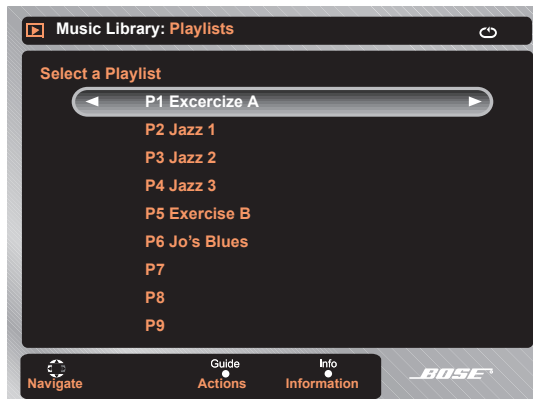 Music Library: Playlists
Select a Playlist
P1 Excercize A
P2 Jazz 1
P3 Jazz 2
P4 Jazz 3
P5 Exercise B
P6 Jo's Blues
P7
P8
P9
Navigate
Guide
Actions
Info
Information
BOSE